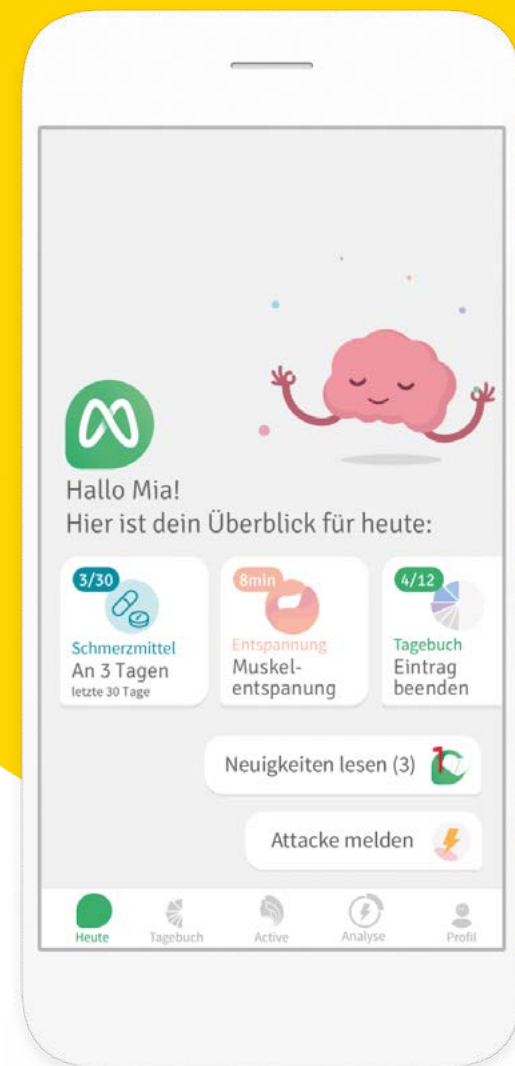 Hallo Mia!
Hier ist dein Überblick für heute:
3/30
Schmerzmittel
An 3 Tagen
letzte 30 Tage
8min
Entspannung
Muskel-
entspanung
4/12
Tagebuch
Eintrag
beenden
Neuigkeiten lesen (3)
1
Attacke melden
Heute
Tagebuch
Active
Analyse
Profil